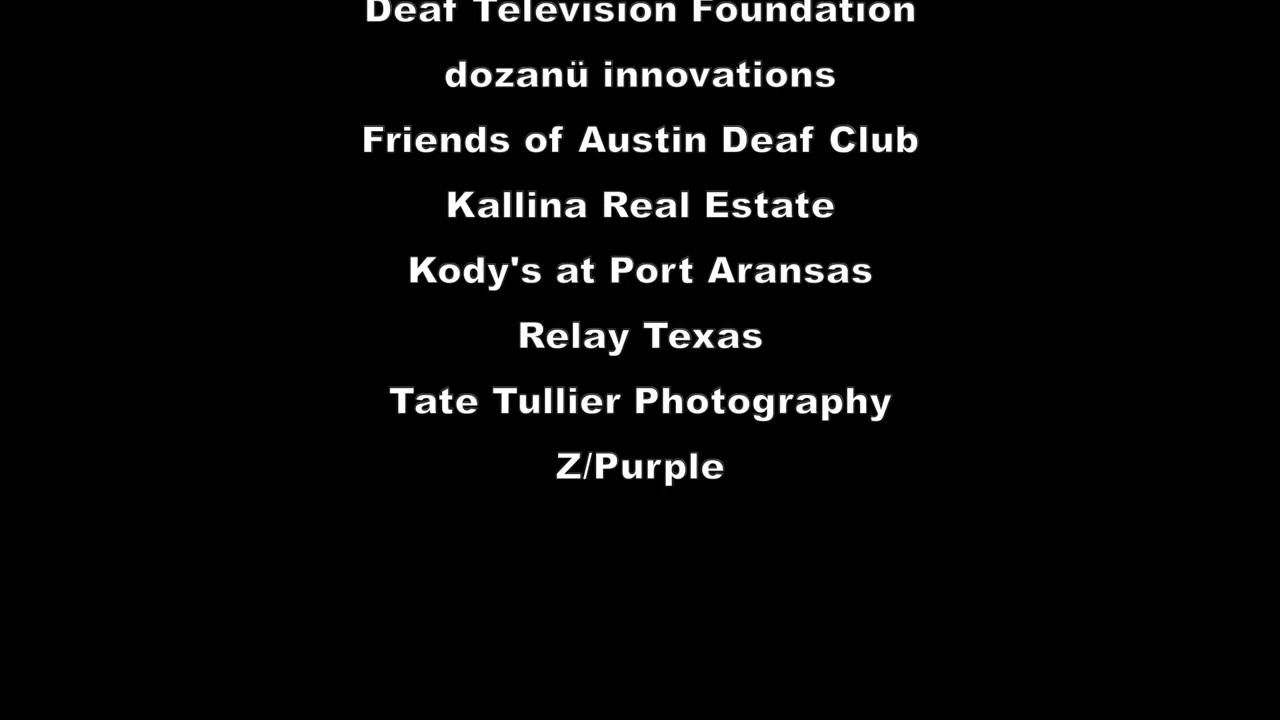 Deaf Television Foundation
dozanü innovations
Friends of Austin Deaf Club
Kallina Real Estate
Kody's at Port Aransas
Relay Texas
Tate Tullier Photography
Z/Purple